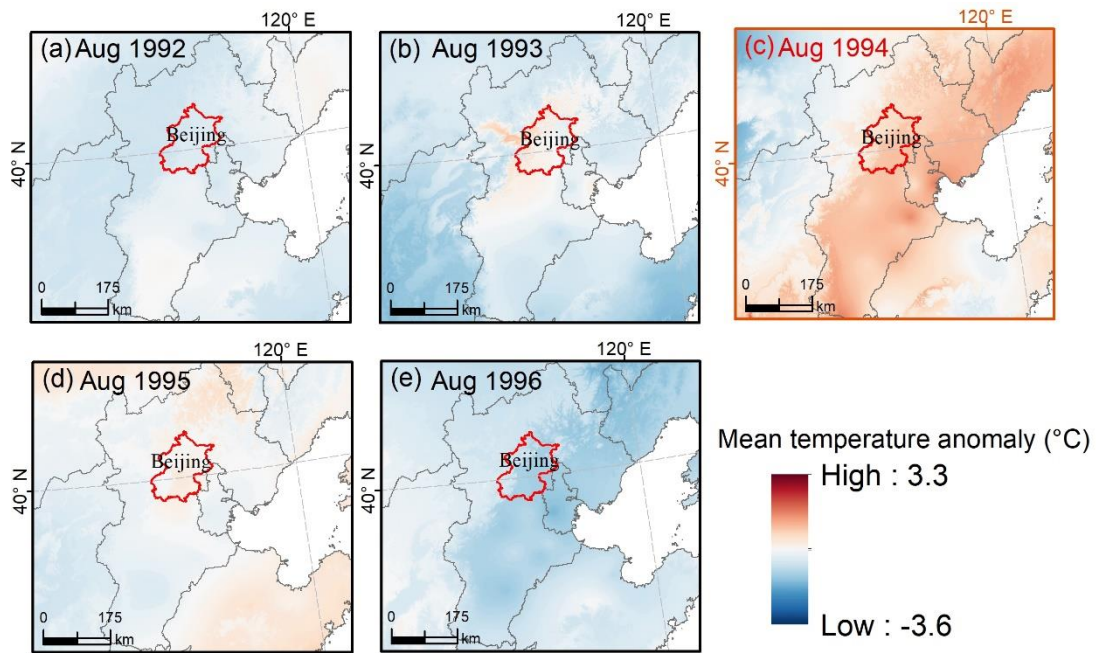 120° E
(a) Aug 1992
Beijing
40° N
0 175
km
(b) Aug 1993
120° E
Beijing
40° N
0 175
km
(c) Aug 1994
120° E
Beijing
40° N
0 175
km
120° E
(d) Aug 1995
Beijing
40° N
0 175
km
120° E
(e) Aug 1996
Beijing
40° N
0 175
km
Mean temperature anomaly (°C)
High : 3.3
Low : -3.6